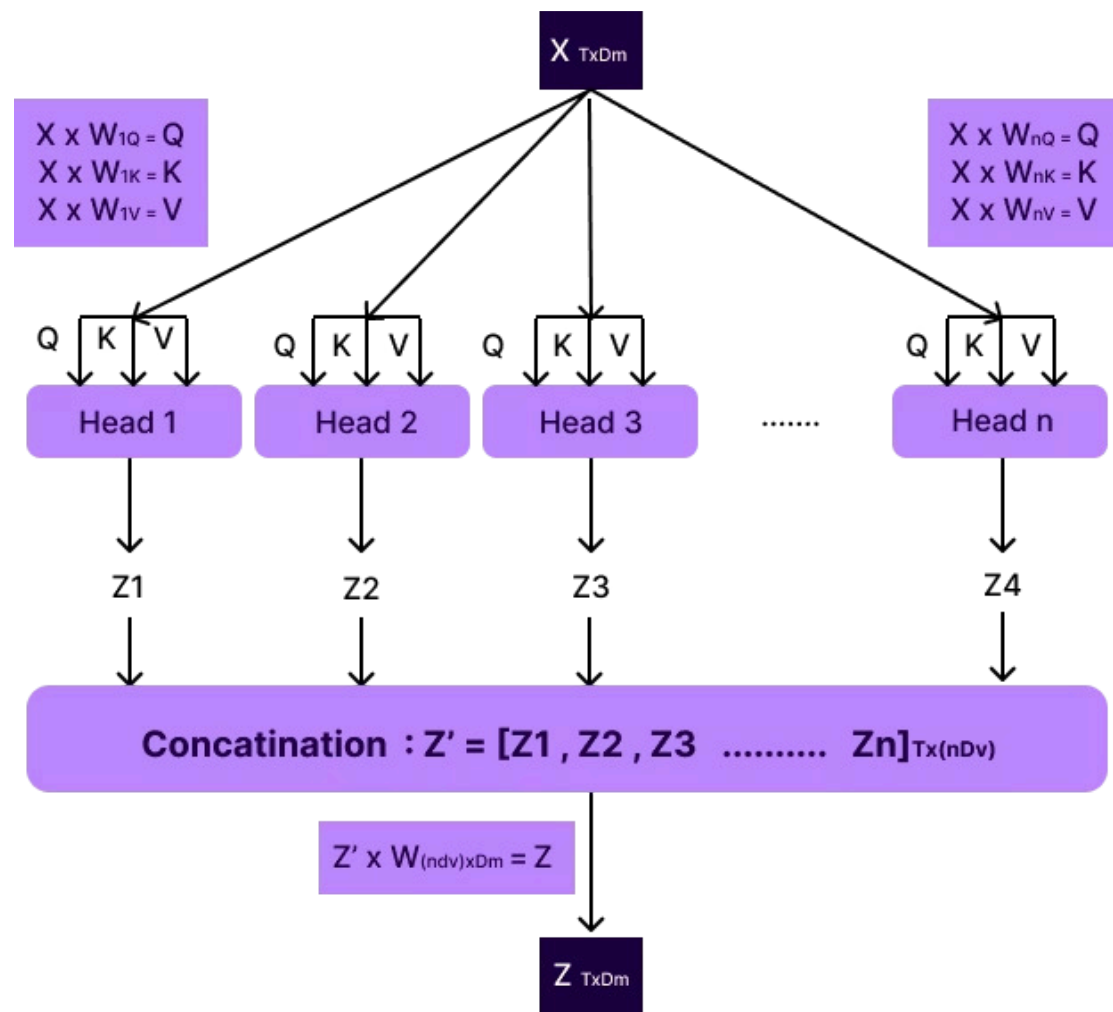 X TxDm
X x W1Q = Q
X x W1K = K
X x W1V = V
X x WnQ = Q
X x WnK = K
X x WnV = V
Q K V
Q K V
Q K V
Q K V
Head 1
Head 2
Head 3
.......
Head n
Z1
Z2
Z3
Z4
Concatination : Z' = [Z1 , Z2 , Z3 .......... Zn]Tx(nDv)
Z' x W(ndv)xDm = Z
Z TxDm